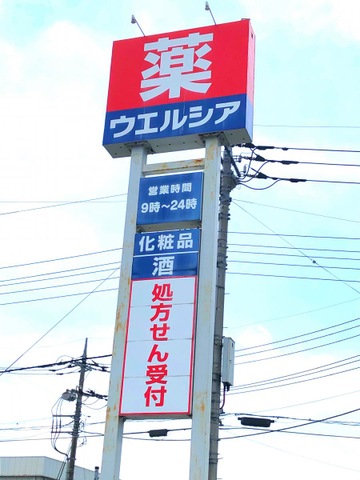 薬
ウエルシア
営業時間
9時〜24時
化粧品
酒
処方せん受付